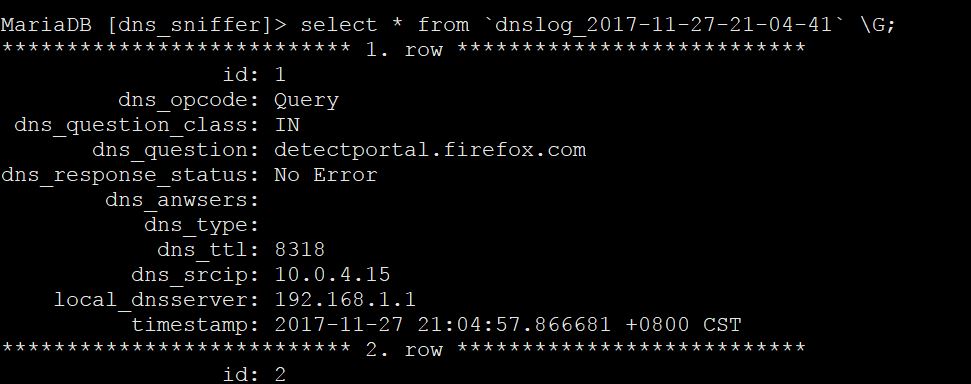 MariaDB [dns_sniffer]> select * from `dnslog_2017-11-27-21-04-41` \G;
*************************** 1. row ***************************
id: 1
dns_opcode: Query
dns_question_class: IN
dns_question: detectportal.firefox.com
dns_response_status: No Error
dns_anwsers:
dns_type:
dns_ttl: 8318
dns_srcip: 10.0.4.15
local_dnsserver: 192.168.1.1
timestamp: 2017-11-27 21:04:57.866681 +0800 CST
*************************** 2. row ***************************
id: 2